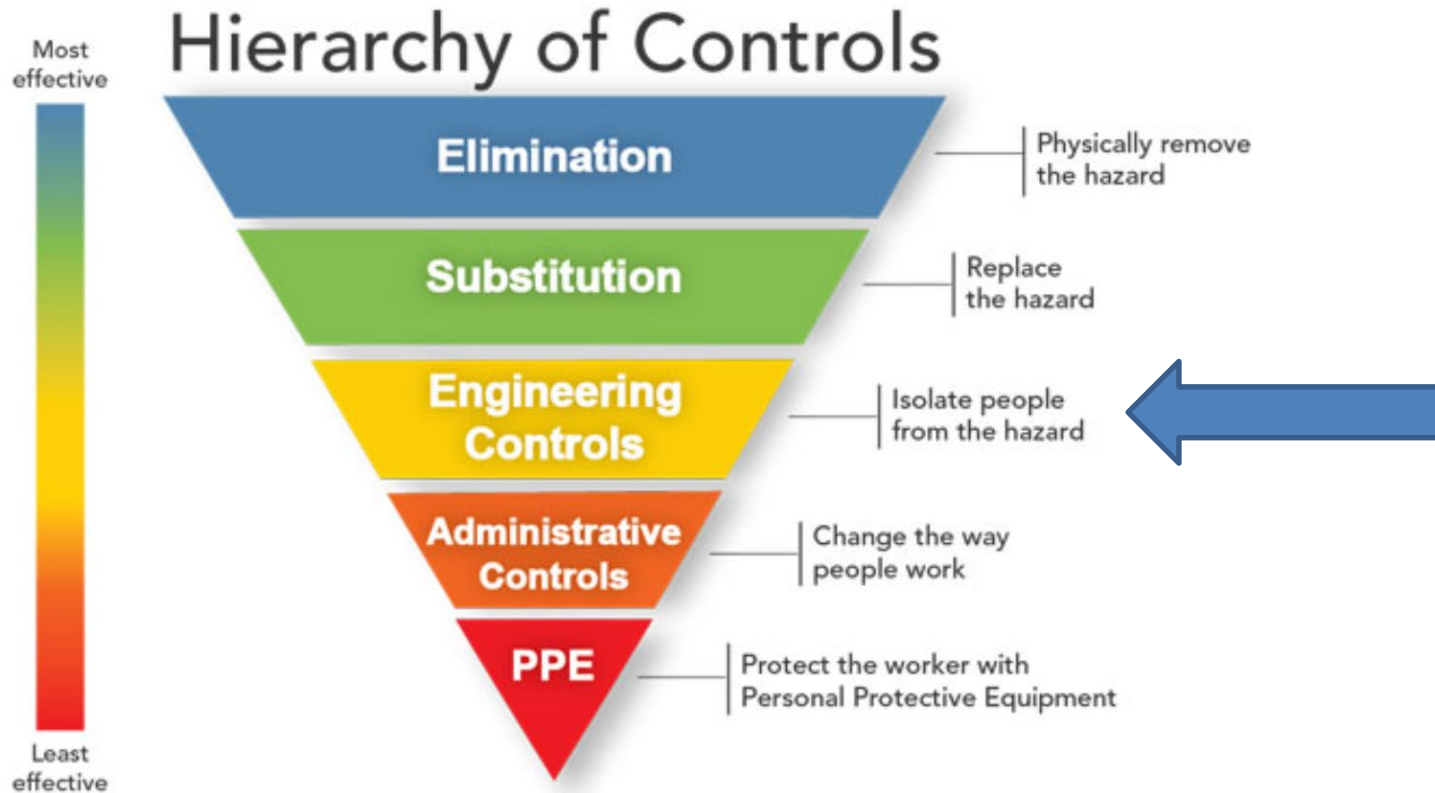 Hierarchy of Controls
Most
effective
Elimination
Physically remove
the hazard
Substitution
Replace
the hazard
Engineering
Controls
Isolate people
from the hazard
Administrative
Controls
Change the way
people work
PPE
Protect the worker with
Personal Protective Equipment
Least
effective